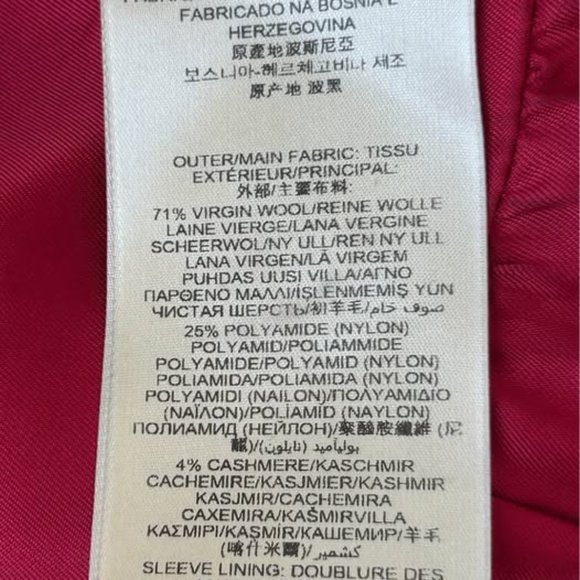 FABRICADO NA BOSNIA E
HERZEGOVINA
原產地波斯尼亞
보스니아-헤르체고비나 세조
原产地 波黑
OUTER/MAIN FABRIC: TISSU
EXTÉRIEUR/PRINCIPAL:
外部/主要布料:
71% VIRGIN WOOL/REINE WOLLE
LAINE VIERGE/LANA VERGINE
SCHEERWOL/NY ULL/REN NY ULL
LANA VIRGEN/LÃ VIRGEM
PUHDAS UUSI VILLA/ΑΓΝΟ
ΠΑΡΘΕΝΟ ΜΑΛΛΙ/İŞLENMEMİŞ YUN
ЧИСТАЯ ШЕРСТЬ/初羊毛/صوف خام
25% POLYAMIDE (NYLON)
POLYAMID/POLIAMMIDE
POLYAMIDE/POLYAMID (NYLON)
POLIAMIDA/POLIAMIDA (NYLON)
POLYAMIDI (NAILON)/ΠΟΛΥΑΜΙΔΙΟ
(ΝΑΪΛΟΝ)/POLİAMİD (NAYLON)
ПОЛИАМИД (НЕЙЛОН)/聚醯胺纖維 (尼
龍)/بولياميد (نايلون)
4% CASHMERE/KASCHMIR
CACHEMIRE/KASJMIER/KASHMIR
KASJMIR/CACHEMIRA
CAXEMIRA/KAŠMIRVILLA
ΚΑΣΜΙΡΙ/KAŞMİR/КАШЕМИР/羊毛
(喀什米爾)/كشمير
SLEEVE LINING: DOUBLURE DES